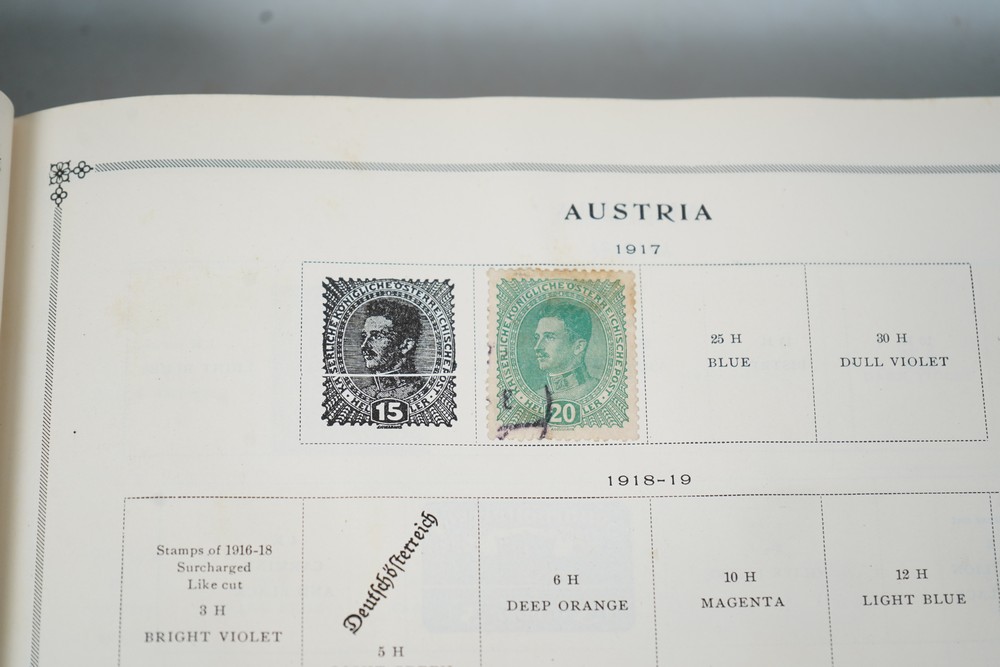 AUSTRIA
1917
KAISERLICHE KÖNIGLICHE ÖSTERREICHISCHE POST
HELLER
15
KAISERLICHE KÖNIGLICHE ÖSTERREICHISCHE POST
HELLER
20
25 H
BLUE
30 H
DULL VIOLET
1918-19
Stamps of 1916-18
Surcharged
Like cut
3 H
BRIGHT VIOLET
Deutschösterreich
5 H
6 H
DEEP ORANGE
10 H
MAGENTA
12 H
LIGHT BLUE